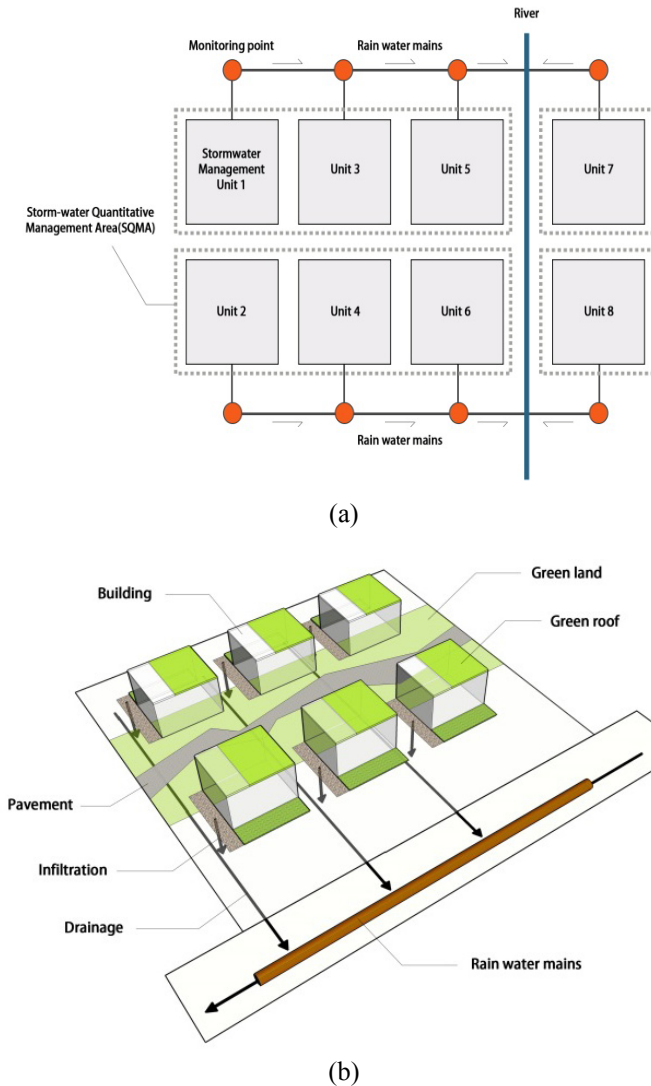 River
Monitoring point
Rain water mains
Stormwater
Management
Unit 1
Unit 3
Unit 5
Unit 7
Storm-water Quantitative
Management Area(SQMA)
Unit 2
Unit 4
Unit 6
Unit 8
Rain water mains
(a)
Building
Green land
Green roof
Pavement
Infiltration
Drainage
Rain water mains
(b)